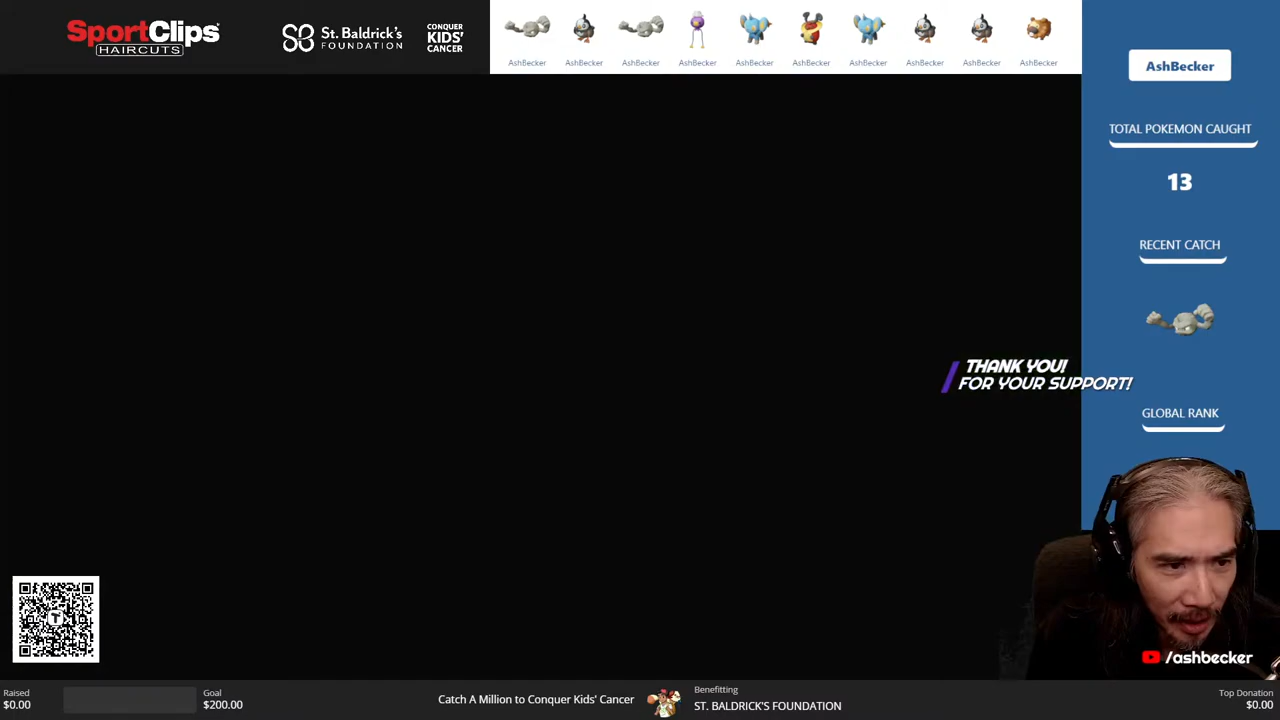 SportClips
HAIRCUTS
St. Baldrick's
FOUNDATION
CONQUER
KIDS'
CANCER
AshBecker AshBecker AshBecker AshBecker AshBecker AshBecker AshBecker AshBecker AshBecker AshBecker
AshBecker
TOTAL POKEMON CAUGHT
13
RECENT CATCH
THANK YOU!
FOR YOUR SUPPORT!
GLOBAL RANK
/ashbecker
Raised
$0.00
Goal
$200.00
Catch A Million to Conquer Kids' Cancer
Benefitting
ST. BALDRICK'S FOUNDATION
Top Donation
$0.00